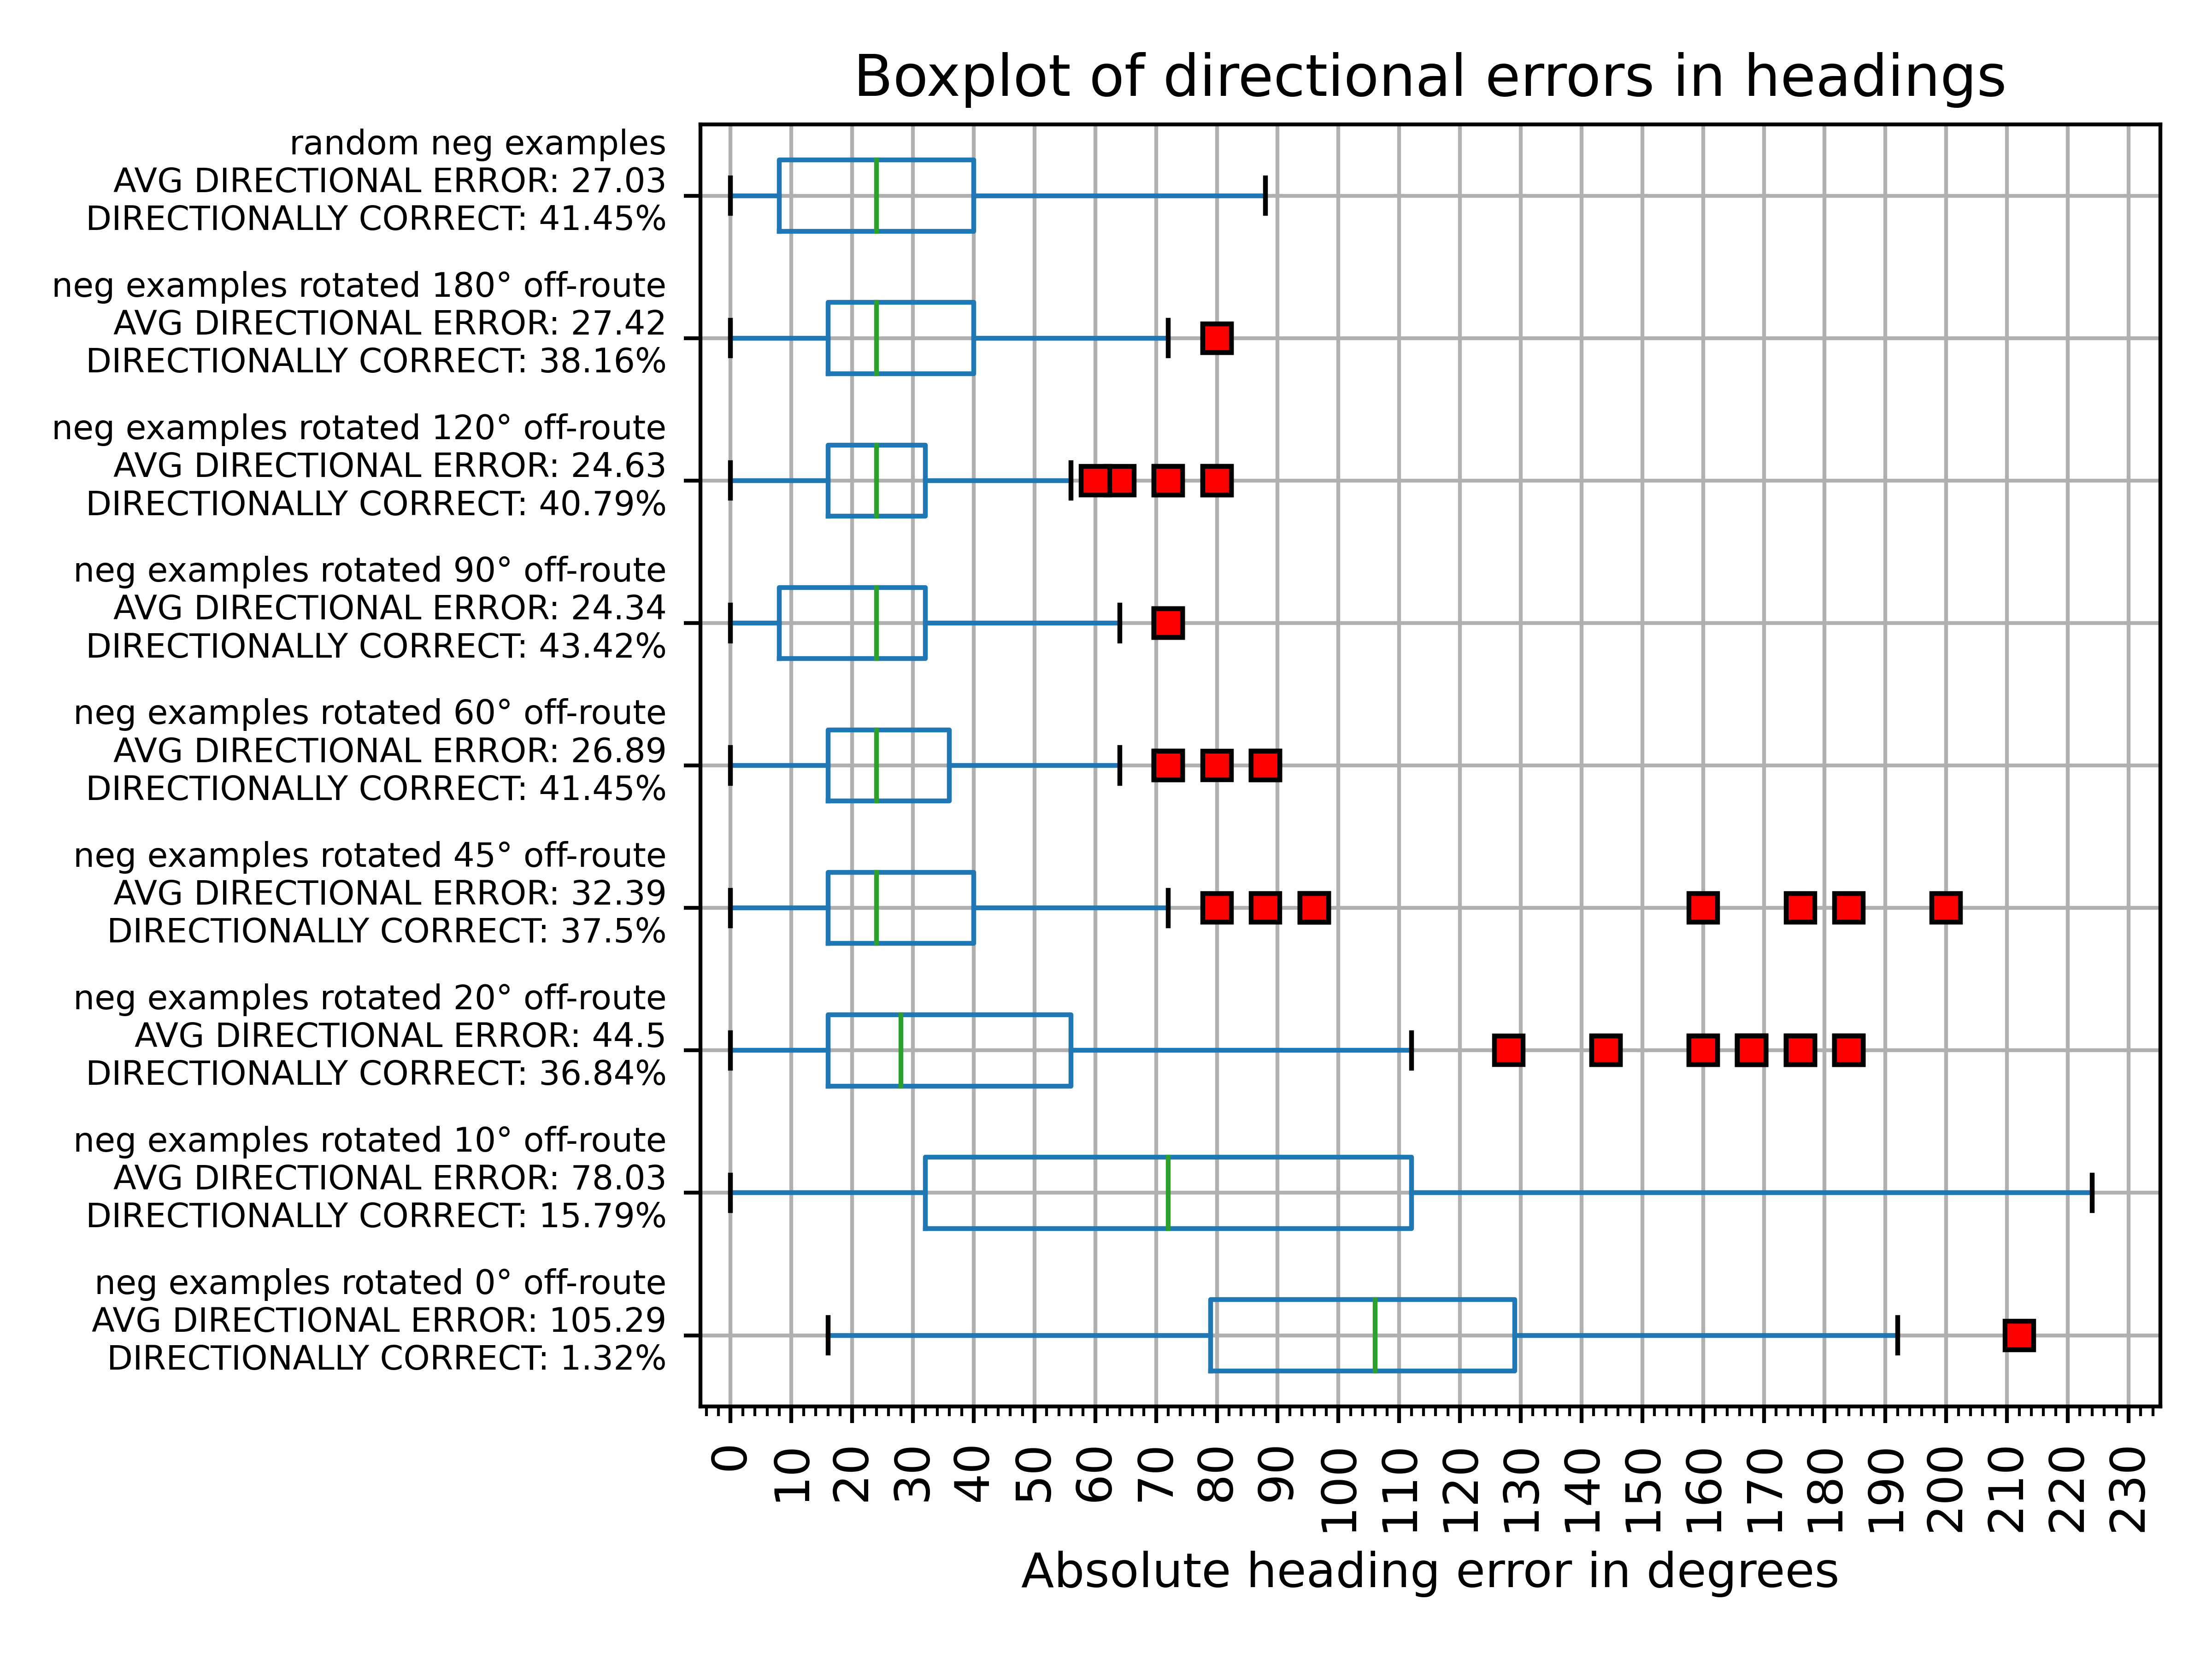 Boxplot of directional errors in headings
random neg examples
AVG DIRECTIONAL ERROR: 27.03
DIRECTIONALLY CORRECT: 41.45%
neg examples rotated 180° off-route
AVG DIRECTIONAL ERROR: 27.42
DIRECTIONALLY CORRECT: 38.16%
neg examples rotated 120° off-route
AVG DIRECTIONAL ERROR: 24.63
DIRECTIONALLY CORRECT: 40.79%
neg examples rotated 90° off-route
AVG DIRECTIONAL ERROR: 24.34
DIRECTIONALLY CORRECT: 43.42%
neg examples rotated 60° off-route
AVG DIRECTIONAL ERROR: 26.89
DIRECTIONALLY CORRECT: 41.45%
neg examples rotated 45° off-route
AVG DIRECTIONAL ERROR: 32.39
DIRECTIONALLY CORRECT: 37.5%
neg examples rotated 20° off-route
AVG DIRECTIONAL ERROR: 44.5
DIRECTIONALLY CORRECT: 36.84%
neg examples rotated 10° off-route
AVG DIRECTIONAL ERROR: 78.03
DIRECTIONALLY CORRECT: 15.79%
neg examples rotated 0° off-route
AVG DIRECTIONAL ERROR: 105.29
DIRECTIONALLY CORRECT: 1.32%
0 10 20 30 40 50 60 70 80 90 100 110 120 130 140 150 160 170 180 190 200 210 220 230
Absolute heading error in degrees